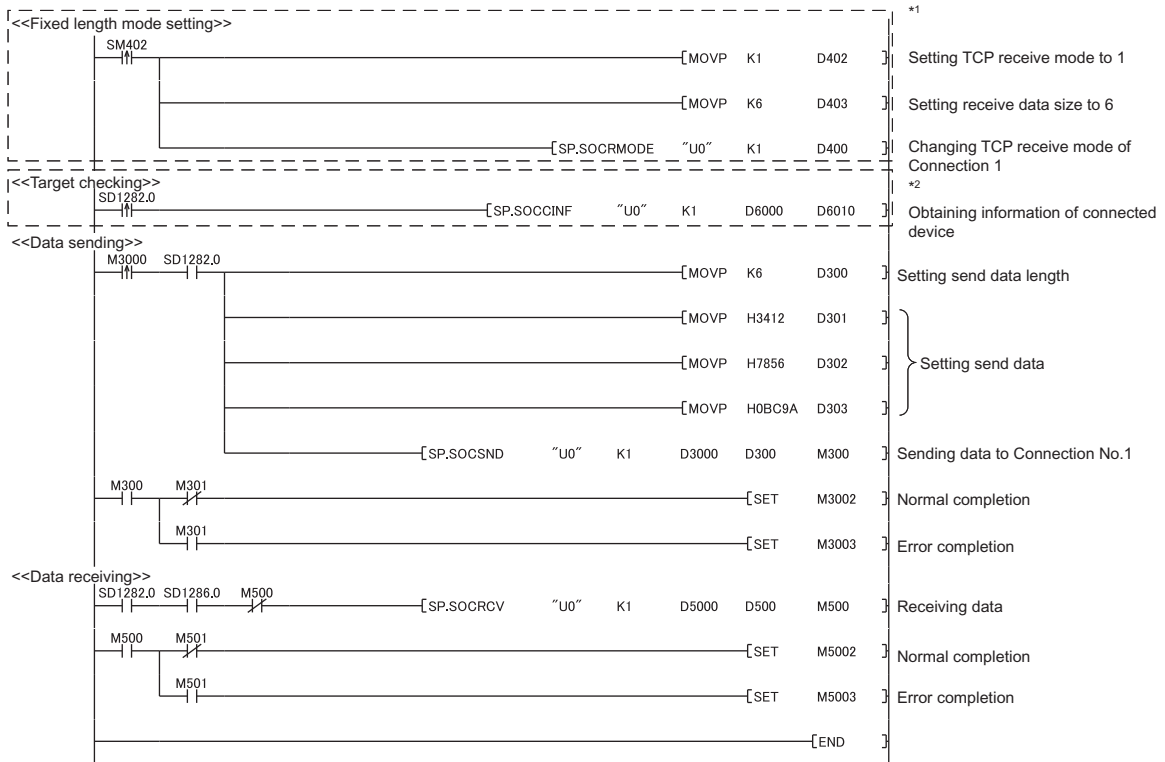 *1
<<Fixed length mode setting>>
SM402
[MOVP K1 D402 ] Setting TCP receive mode to 1
[MOVP K6 D403 ] Setting receive data size to 6
[SP.SOCRMODE "U0" K1 D400 ] Changing TCP receive mode of
Connection 1
<<Target checking>> *2
SD1282.0
[SP.SOCCINF "U0" K1 D6000 D6010 ] Obtaining information of connected
device
<<Data sending>>
M3000 SD1282.0
[MOVP K6 D300 ] Setting send data length
[MOVP H3412 D301 ]
[MOVP H7856 D302 ] Setting send data
[MOVP H0BC9A D303 ]
[SP.SOCSND "U0" K1 D3000 D300 M300 ] Sending data to Connection No.1
M300 M301
[SET M3002 ] Normal completion
M301
[SET M3003 ] Error completion
<<Data receiving>>
SD1282.0 SD1286.0 M500
[SP.SOCRCV "U0" K1 D5000 D500 M500 ] Receiving data
M500 M501
[SET M5002 ] Normal completion
M501
[SET M5003 ] Error completion
[END ]